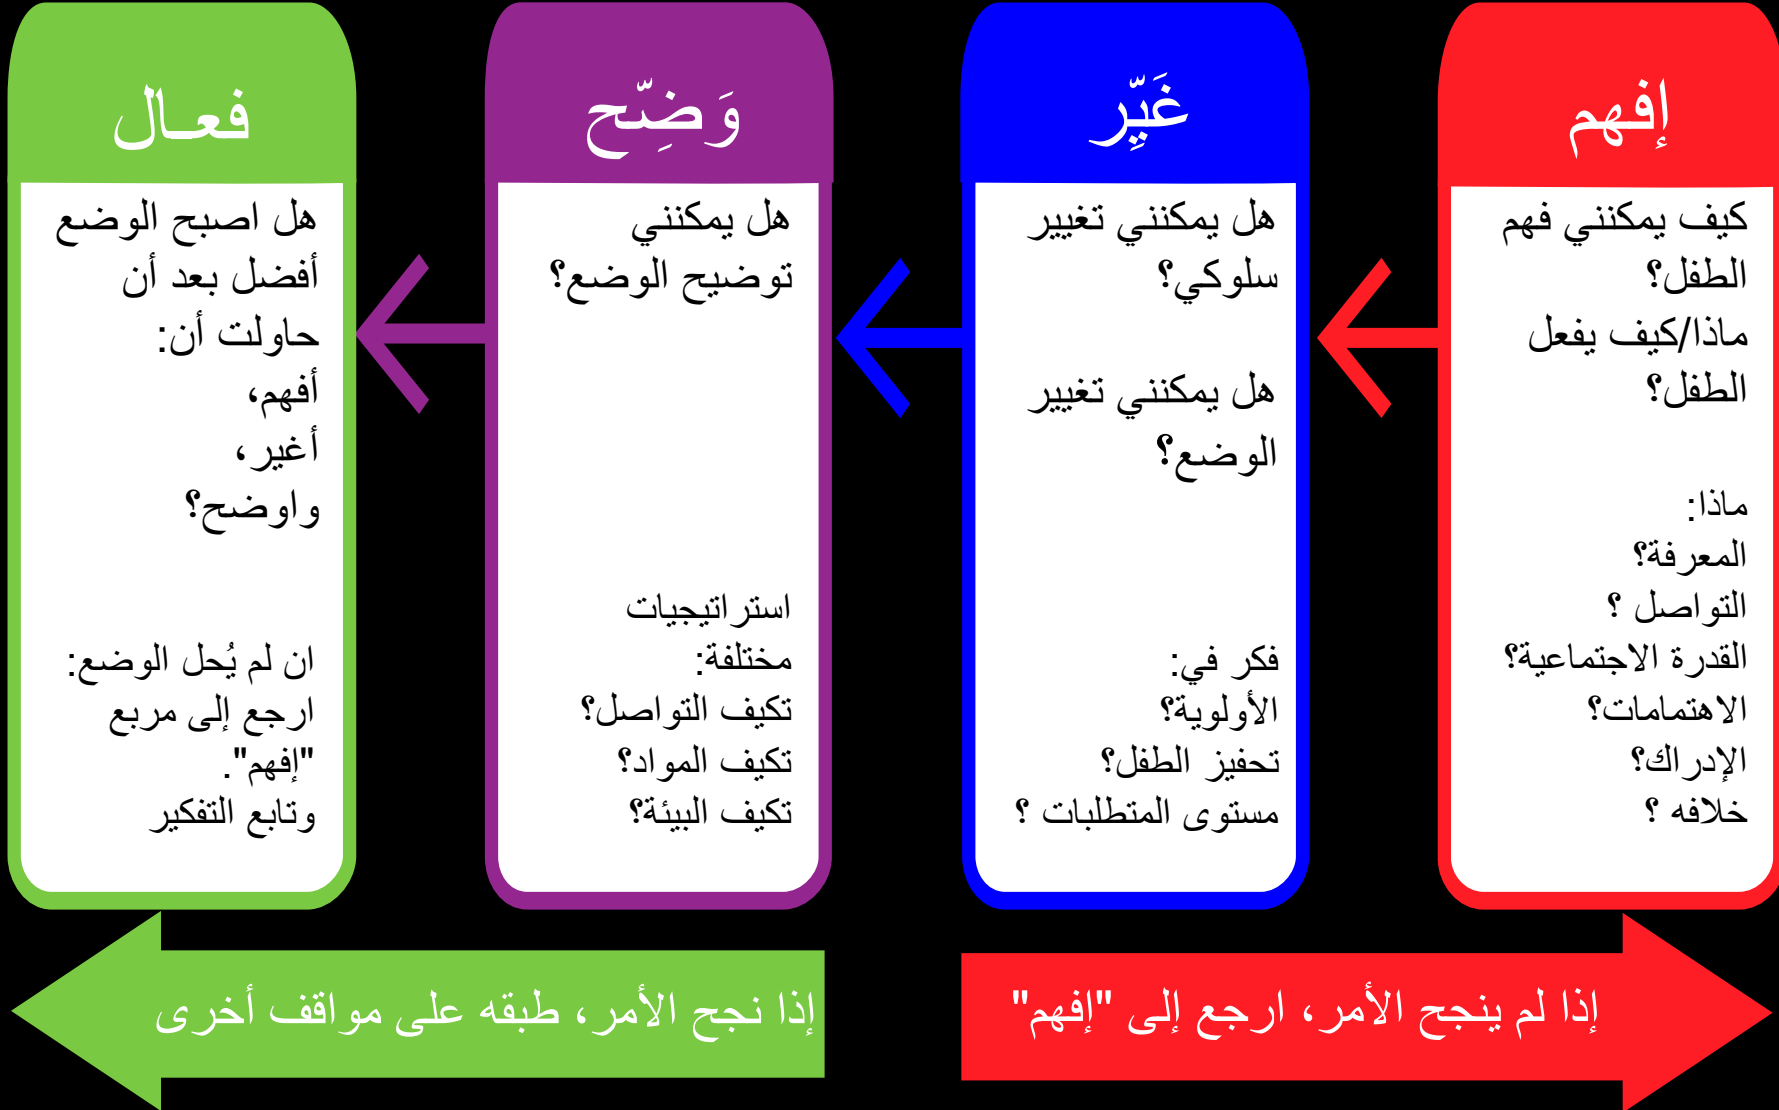 إفهم
كيف يمكنني فهم
الطفل؟
ماذا/كيف يفعل
الطفل؟
ماذا:
المعرفة؟
التواصل ؟
القدرة الاجتماعية؟
الاهتمامات؟
الإدراك؟
خلافه ؟
غَيِّر
هل يمكنني تغيير
سلوكي؟
هل يمكنني تغيير
الوضع؟
فكر في:
الأولوية؟
تحفيز الطفل؟
مستوى المتطلبات ؟
وَضِّح
هل يمكنني
توضيح الوضع؟
استراتيجيات
مختلفة:
تكيف التواصل؟
تكيف المواد؟
تكيف البيئة؟
فعـال
هل اصبح الوضع
أفضل بعد أن
حاولت أن:
أفهم،
أغير،
واوضح؟
ان لم يُحل الوضع:
ارجع إلى مربع
"إفهم".
وتابع التفكير
إذا لم ينجح الأمر، ارجع إلى "إفهم"
إذا نجح الأمر، طبقه على مواقف أخرى